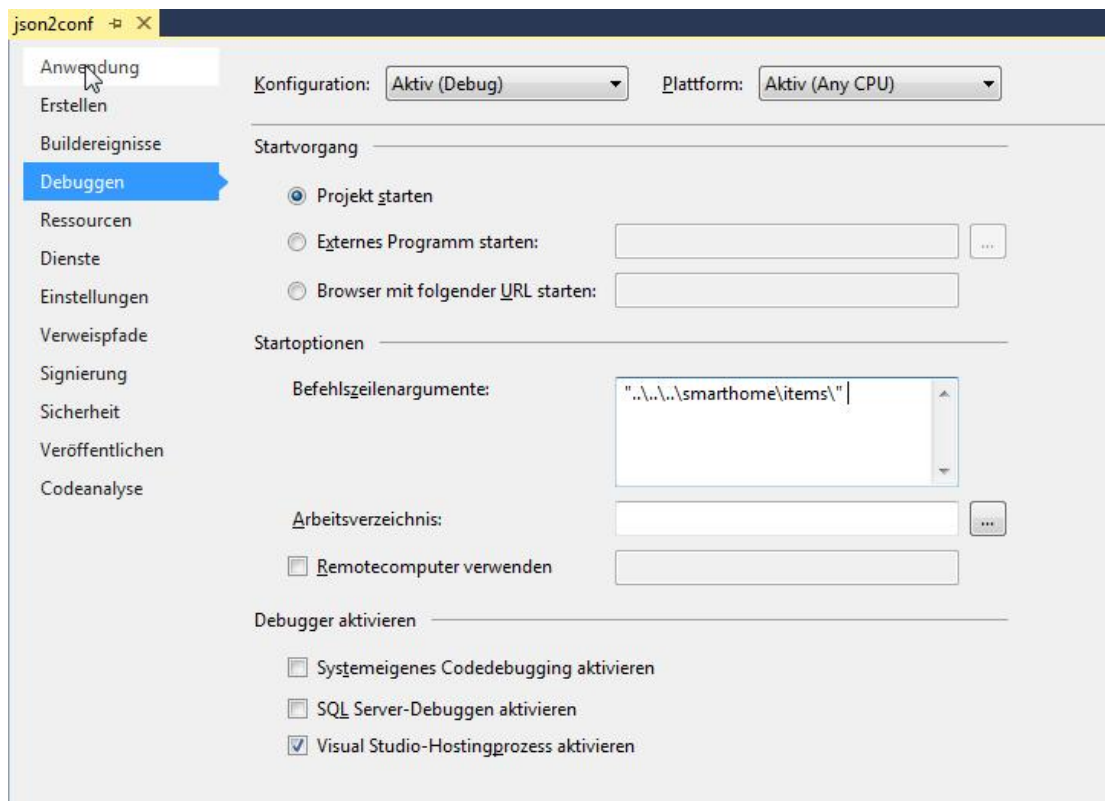 json2conf
Anwendung
Erstellen
Buildereignisse
Debuggen
Ressourcen
Dienste
Einstellungen
Verweispfade
Signierung
Sicherheit
Veröffentlichen
Codeanalyse
Konfiguration: Aktiv (Debug) Plattform: Aktiv (Any CPU)
Startvorgang
Projekt starten
Externes Programm starten: ...
Browser mit folgender URL starten:
Startoptionen
Befehlszeilenargumente: "..\..\..\smarthome\items\"
Arbeitsverzeichnis: ...
Remotecomputer verwenden
Debugger aktivieren
Systemeigenes Codedebugging aktivieren
SQL Server-Debuggen aktivieren
Visual Studio-Hostingprozess aktivieren